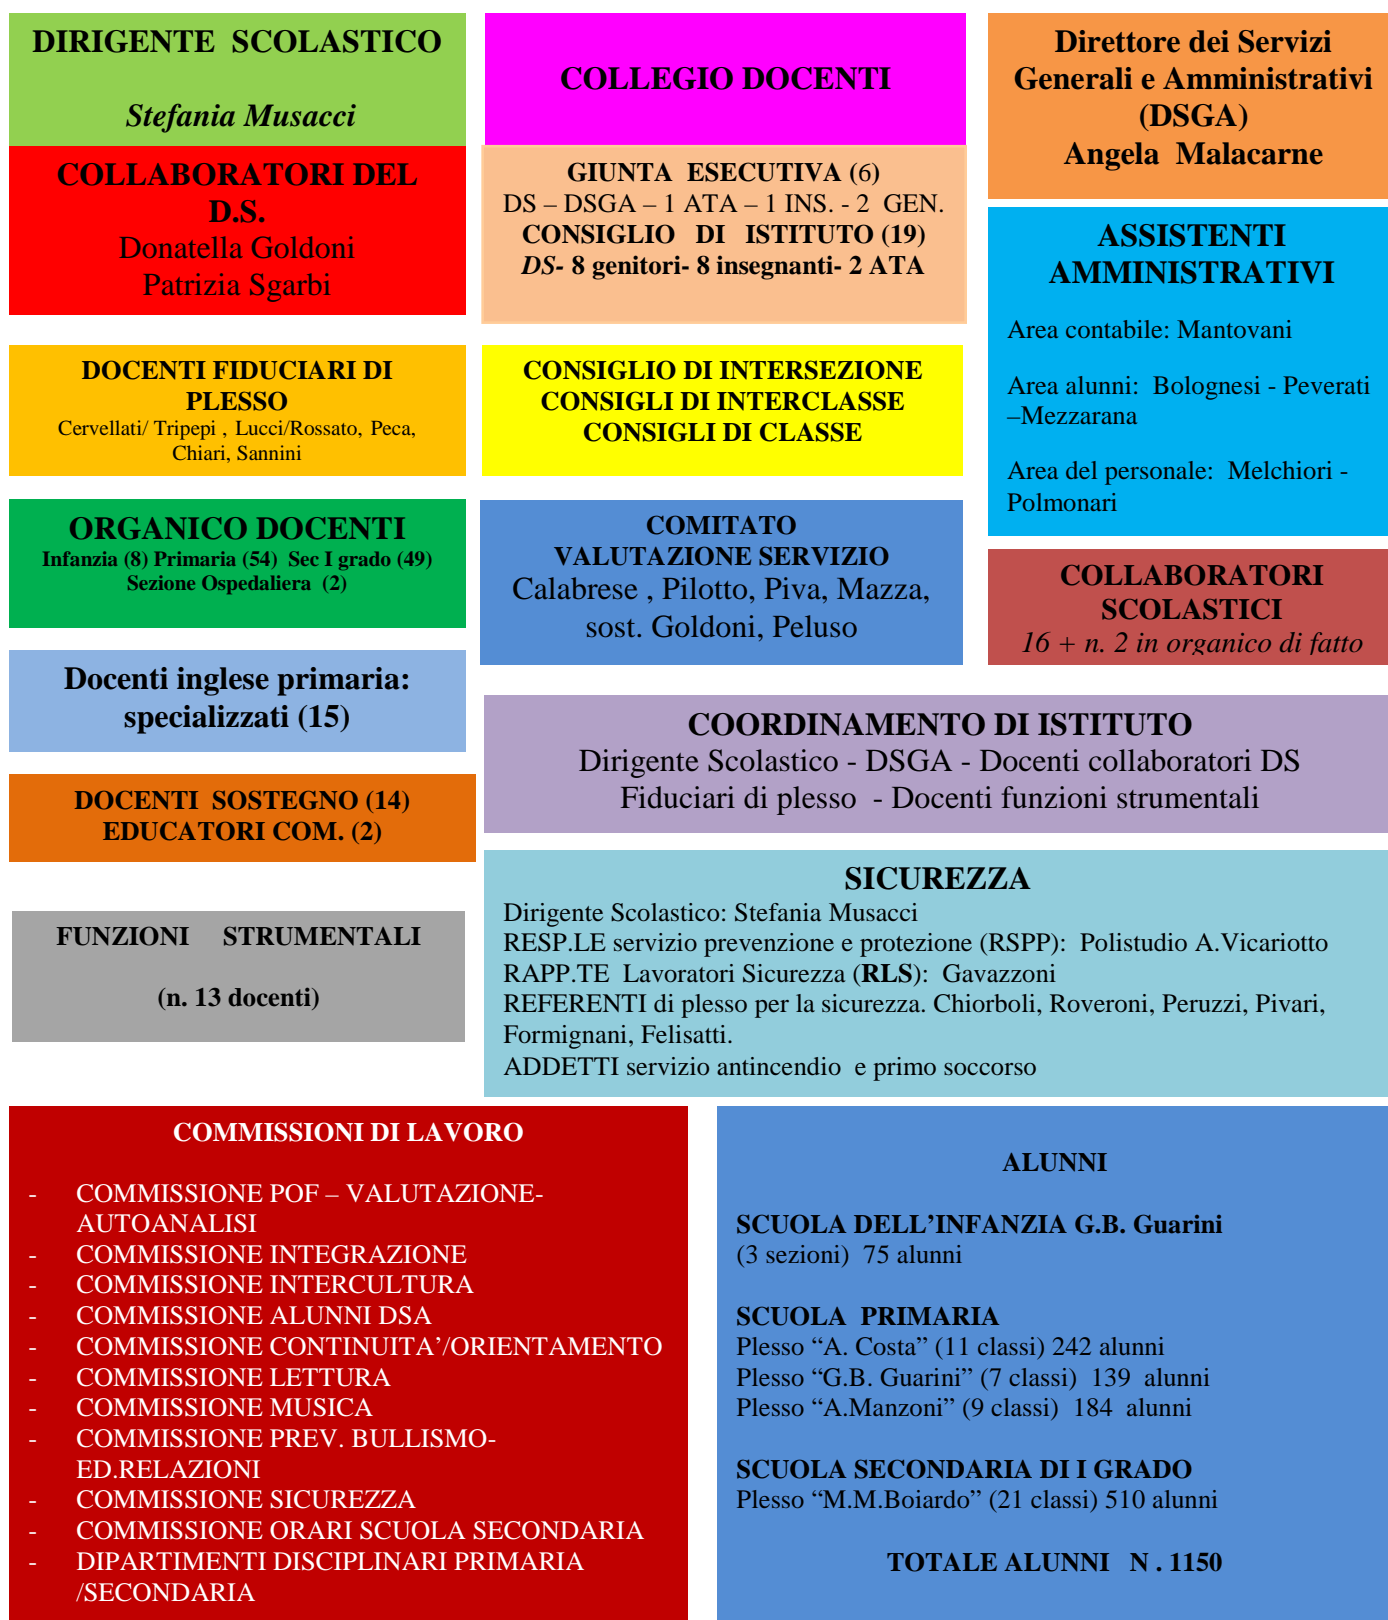 DIRIGENTE SCOLASTICO
Stefania Musacci
COLLABORATORI DEL
D.S.
Donatella Goldoni
Patrizia Sgarbi
DOCENTI FIDUCIARI DI
PLESSO
Cervellati/ Tripepi , Lucci/Rossato, Peca,
Chiari, Sannini
ORGANICO DOCENTI
Infanzia (8) Primaria (54) Sec I grado (49)
Sezione Ospedaliera (2)
Docenti inglese primaria:
specializzati (15)
DOCENTI SOSTEGNO (14)
EDUCATORI COM. (2)
FUNZIONI STRUMENTALI
(n. 13 docenti)
COLLEGIO DOCENTI
GIUNTA ESECUTIVA (6)
DS – DSGA – 1 ATA – 1 INS. - 2 GEN.
CONSIGLIO DI ISTITUTO (19)
DS- 8 genitori- 8 insegnanti- 2 ATA
CONSIGLIO DI INTERSEZIONE
CONSIGLI DI INTERCLASSE
CONSIGLI DI CLASSE
COMITATO
VALUTAZIONE SERVIZIO
Calabrese , Pilotto, Piva, Mazza,
sost. Goldoni, Peluso
Direttore dei Servizi
Generali e Amministrativi
(DSGA)
Angela Malacarne
ASSISTENTI
AMMINISTRATIVI
Area contabile: Mantovani
Area alunni: Bolognesi - Peverati
–Mezzarana
Area del personale: Melchiori -
Polmonari
COLLABORATORI
SCOLASTICI
16 + n. 2 in organico di fatto
COORDINAMENTO DI ISTITUTO
Dirigente Scolastico - DSGA - Docenti collaboratori DS
Fiduciari di plesso - Docenti funzioni strumentali
SICUREZZA
Dirigente Scolastico: Stefania Musacci
RESP.LE servizio prevenzione e protezione (RSPP): Polistudio A.Vicariotto
RAPP.TE Lavoratori Sicurezza (RLS): Gavazzoni
REFERENTI di plesso per la sicurezza. Chiorboli, Roveroni, Peruzzi, Pivari,
Formignani, Felisatti.
ADDETTI servizio antincendio e primo soccorso
COMMISSIONI DI LAVORO
- COMMISSIONE POF – VALUTAZIONE-
AUTOANALISI
- COMMISSIONE INTEGRAZIONE
- COMMISSIONE INTERCULTURA
- COMMISSIONE ALUNNI DSA
- COMMISSIONE CONTINUITA’/ORIENTAMENTO
- COMMISSIONE LETTURA
- COMMISSIONE MUSICA
- COMMISSIONE PREV. BULLISMO-
ED.RELAZIONI
- COMMISSIONE SICUREZZA
- COMMISSIONE ORARI SCUOLA SECONDARIA
- DIPARTIMENTI DISCIPLINARI PRIMARIA
/SECONDARIA
ALUNNI
SCUOLA DELL’INFANZIA G.B. Guarini
(3 sezioni) 75 alunni
SCUOLA PRIMARIA
Plesso “A. Costa” (11 classi) 242 alunni
Plesso “G.B. Guarini” (7 classi) 139 alunni
Plesso “A.Manzoni” (9 classi) 184 alunni
SCUOLA SECONDARIA DI I GRADO
Plesso “M.M.Boiardo” (21 classi) 510 alunni
TOTALE ALUNNI N . 1150